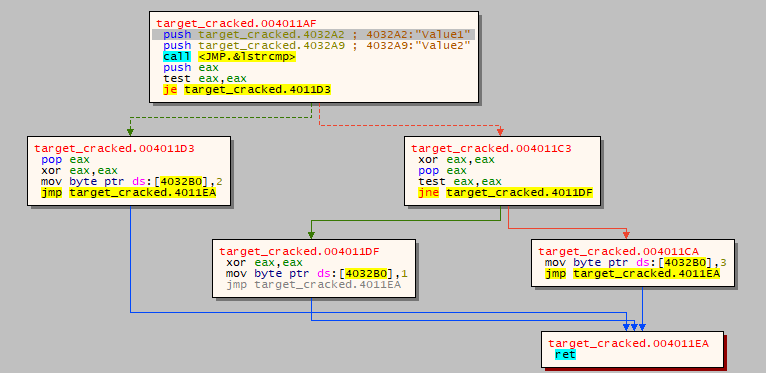 target_cracked.004011AF
push target_cracked.4032A2 ; 4032A2:"Value1"
push target_cracked.4032A9 ; 4032A9:"Value2"
call <JMP.&lstrcmp>
push eax
test eax,eax
je target_cracked.4011D3
target_cracked.004011D3
pop eax
xor eax,eax
mov byte ptr ds:[4032B0],2
jmp target_cracked.4011EA
target_cracked.004011C3
xor eax,eax
pop eax
test eax,eax
jne target_cracked.4011DF
target_cracked.004011DF
xor eax,eax
mov byte ptr ds:[4032B0],1
jmp target_cracked.4011EA
target_cracked.004011CA
mov byte ptr ds:[4032B0],3
jmp target_cracked.4011EA
target_cracked.004011EA
ret